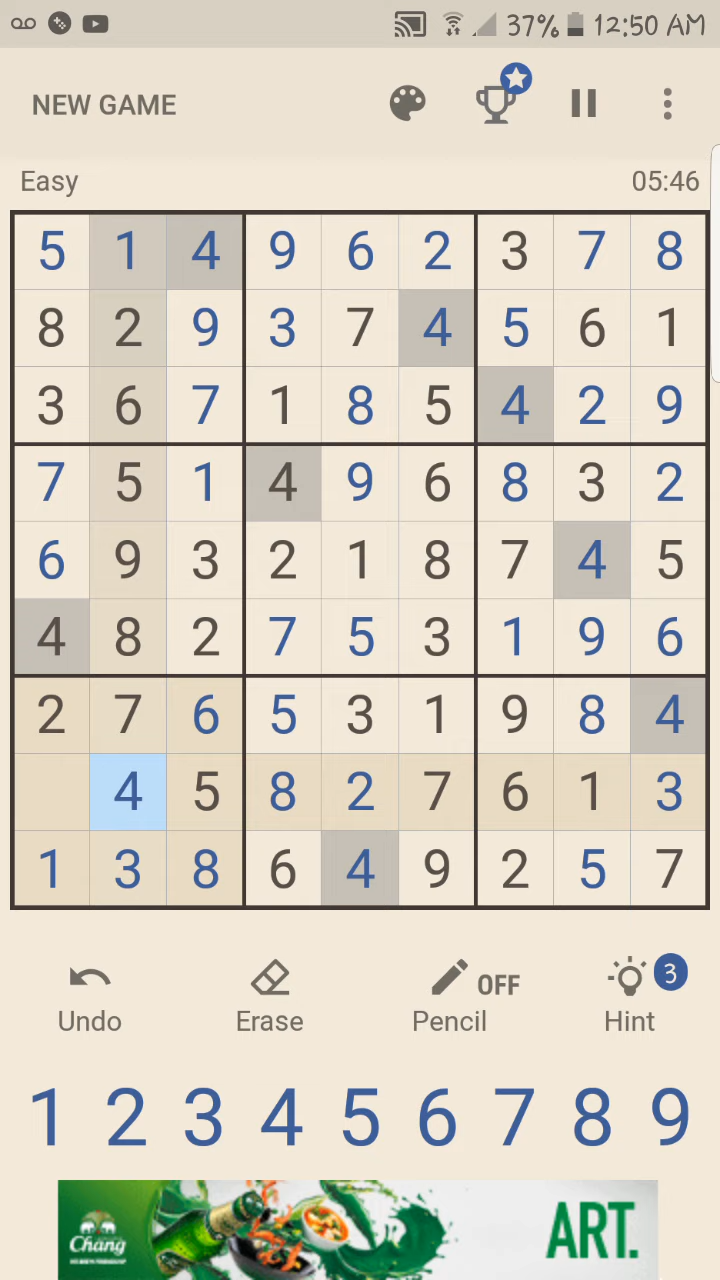 37% 12:50 AM
NEW GAME
Easy 05:46
5 1 4 9 6 2 3 7 8
8 2 9 3 7 4 5 6 1
3 6 7 1 8 5 4 2 9
7 5 1 4 9 6 8 3 2
6 9 3 2 1 8 7 4 5
4 8 2 7 5 3 1 9 6
2 7 6 5 3 1 9 8 4
4 5 8 2 7 6 1 3
1 3 8 6 4 9 2 5 7
OFF 3
Undo Erase Pencil Hint
1 2 3 4 5 6 7 8 9
Chang ART.